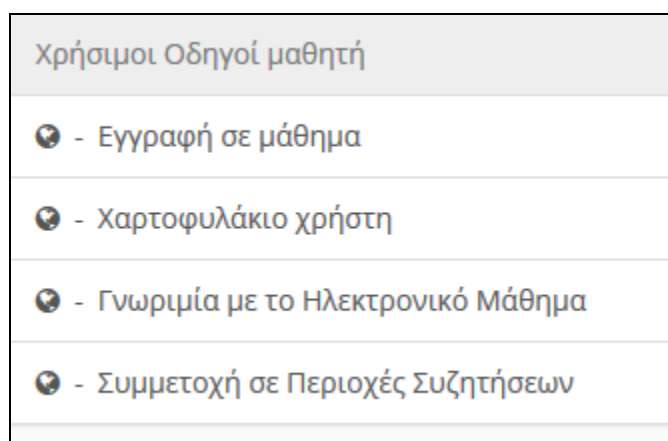 Χρήσιμοι Οδηγοί μαθητή
- Εγγραφή σε μάθημα
- Χαρτοφυλάκιο χρήστη
- Γνωριμία με το Ηλεκτρονικό Μάθημα
- Συμμετοχή σε Περιοχές Συζητήσεων